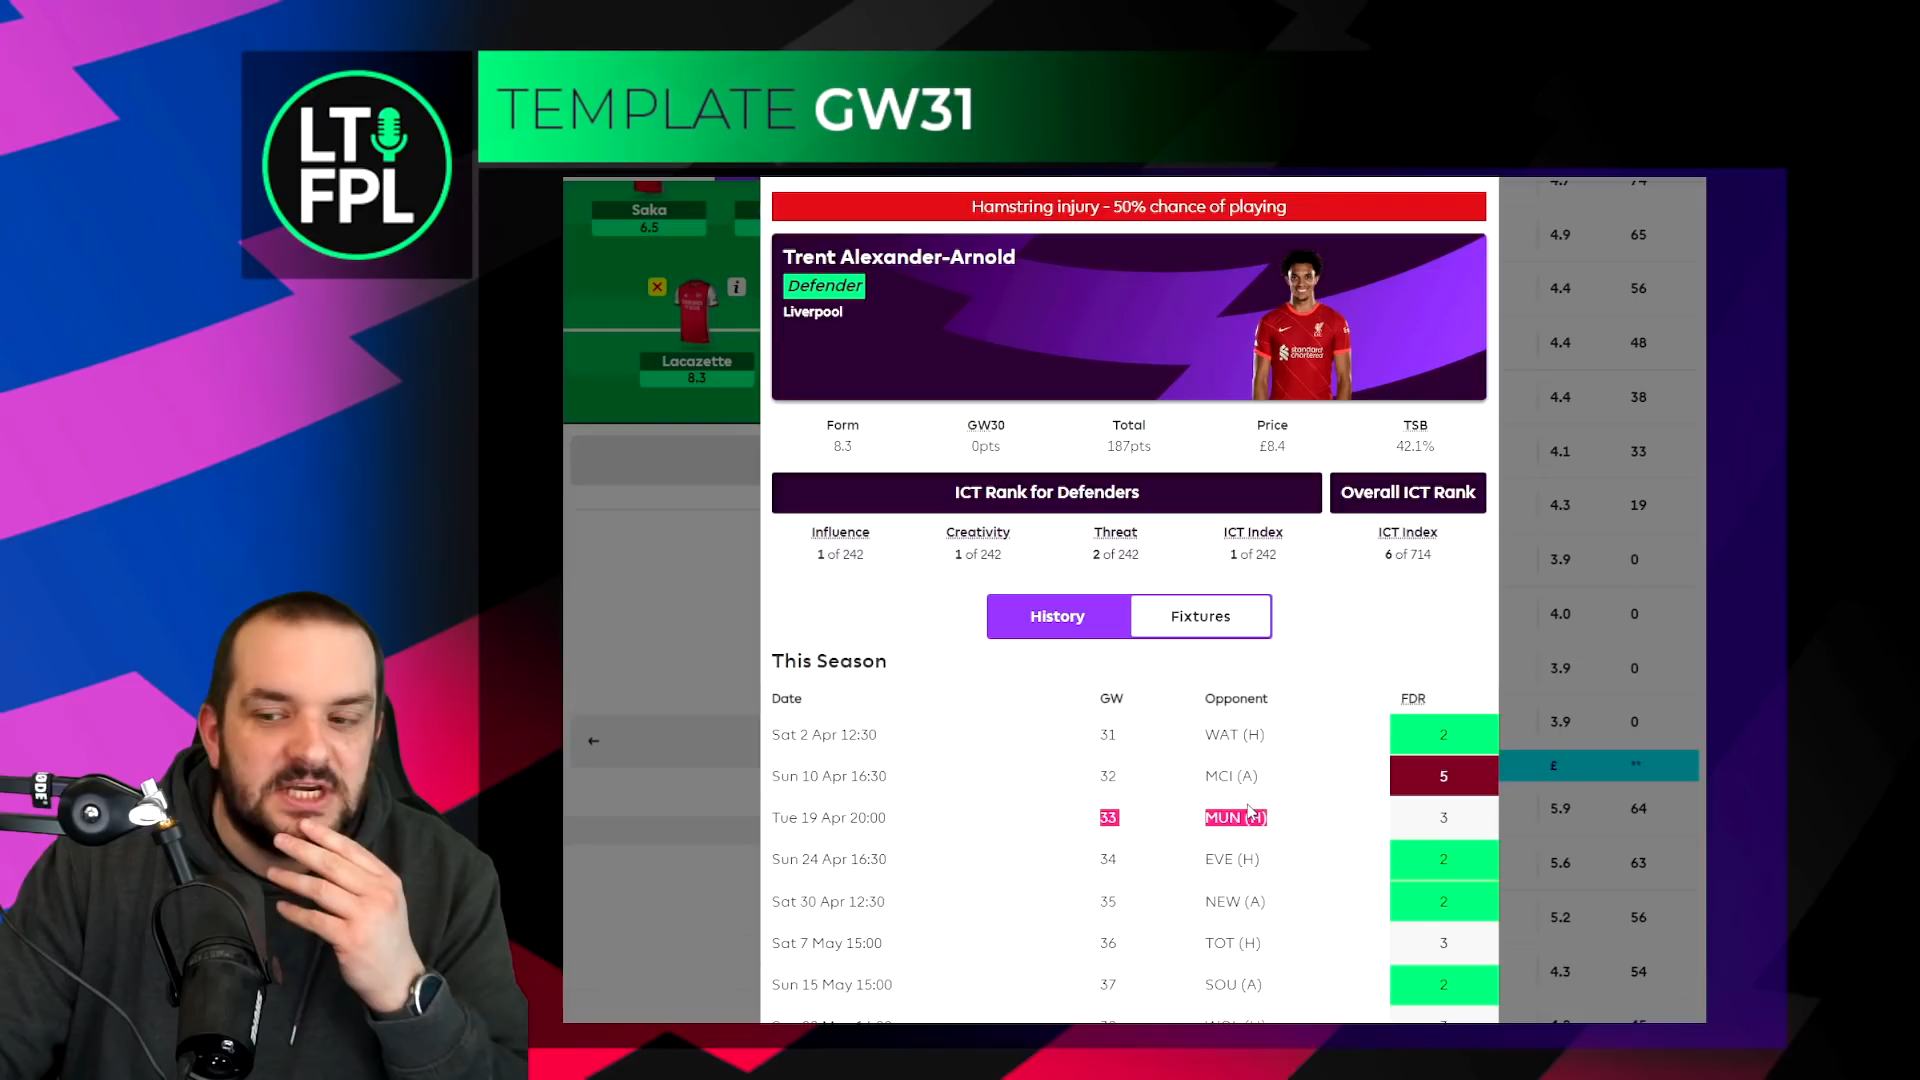 LT
FPL
TEMPLATE GW31
Saka
6.5
Lacazette
8.3
Hamstring injury - 50% chance of playing
Trent Alexander-Arnold
Defender
Liverpool
standard chartered
Form GW30 Total Price TSB
8.3 0pts 187pts £8.4 42.1%
ICT Rank for Defenders Overall ICT Rank
Influence Creativity Threat ICT Index ICT Index
1 of 242 1 of 242 2 of 242 1 of 242 6 of 714
History Fixtures
This Season
Date GW Opponent FDR
Sat 2 Apr 12:30 31 WAT (H) 2
Sun 10 Apr 16:30 32 MCI (A) 5
Tue 19 Apr 20:00 33 MUN (H) 3
Sun 24 Apr 16:30 34 EVE (H) 2
Sat 30 Apr 12:30 35 NEW (A) 2
Sat 7 May 15:00 36 TOT (H) 3
Sun 15 May 15:00 37 SOU (A) 2
4.9 65
4.4 56
4.4 48
4.4 38
4.1 33
4.3 19
3.9 0
4.0 0
3.9 0
3.9 0
£ **
5.9 64
5.6 63
5.2 56
4.3 54